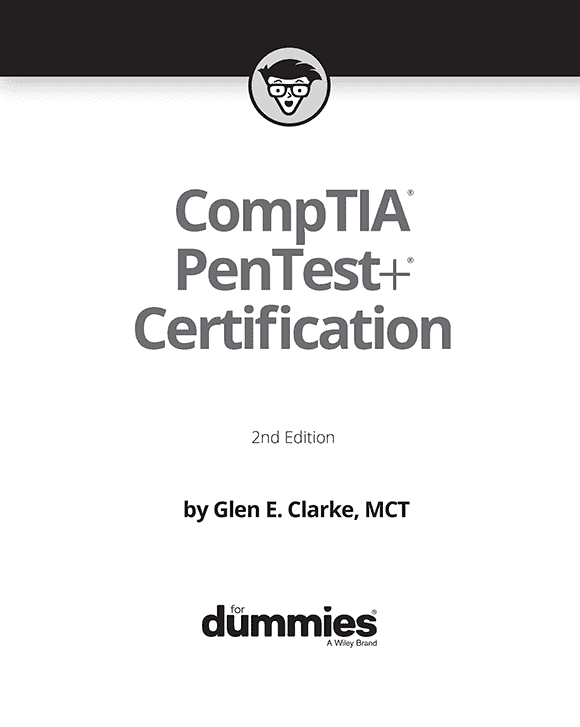 CompTIA®
PenTest+®
Certification
2nd Edition
by Glen E. Clarke, MCT
for
dummies®
A Wiley Brand